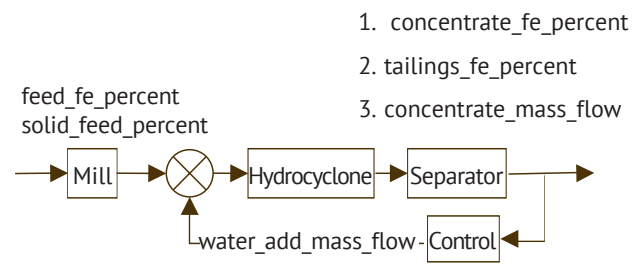 1. concentrate_fe_percent
2. tailings_fe_percent
3. concentrate_mass_flow
feed_fe_percent
solid_feed_percent
Mill
Hydrocyclone
Separator
water_add_mass_flow
Control